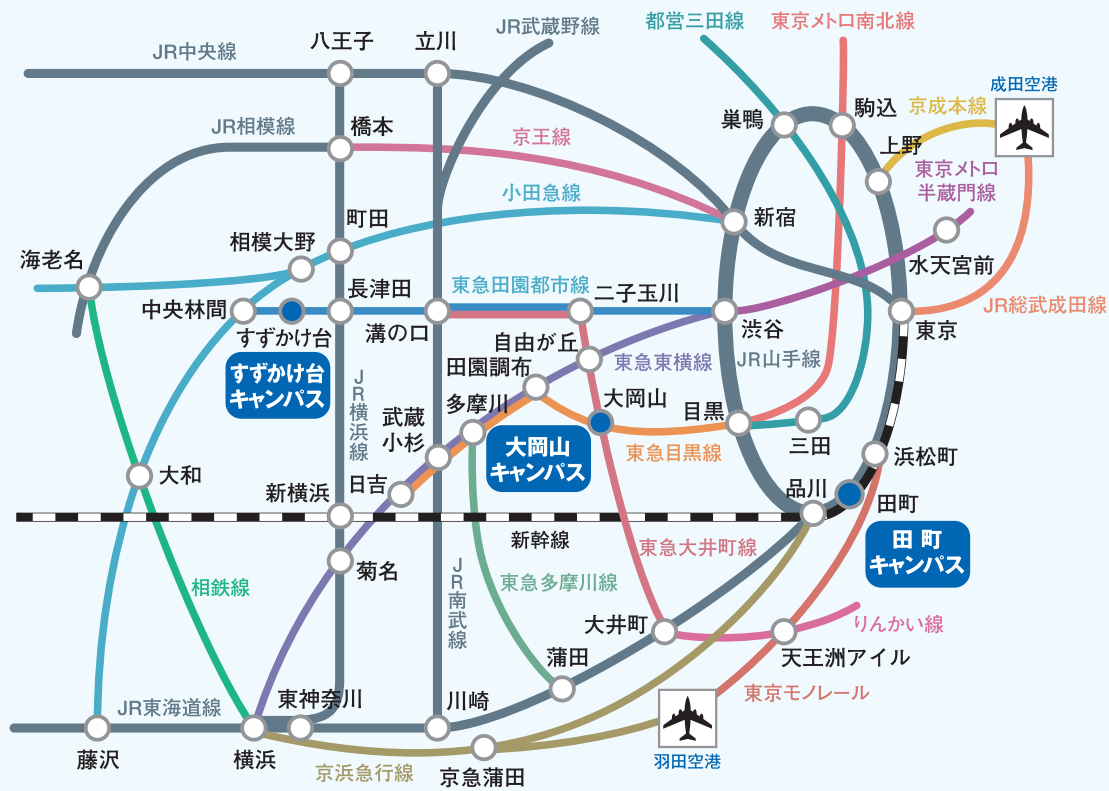 JR中央線
八王子
立川
JR武蔵野線
都営三田線
東京メトロ南北線
成田空港
京成本線
駒込
巣鴨
上野
JR相模線
橋本
京王線
東京メトロ
半蔵門線
小田急線
町田
新宿
相模大野
海老名
水天宮前
中央林間
長津田
東急田園都市線
二子玉川
JR総武成田線
すずかけ台
溝の口
渋谷
東京
自由が丘
すずかけ台
キャンパス
田園調布
東急東横線
JR山手線
JR横浜線
武蔵
小杉
多摩川
大岡山
目黒
三田
大岡山
キャンパス
東急目黒線
浜松町
大和
日吉
新横浜
品川
田町
新幹線
田町
キャンパス
東急大井町線
菊名
JR南武線
東急多摩川線
相鉄線
大井町
りんかい線
天王洲アイル
蒲田
東京モノレール
JR東海道線
東神奈川
川崎
藤沢
横浜
京浜急行線
京急蒲田
羽田空港